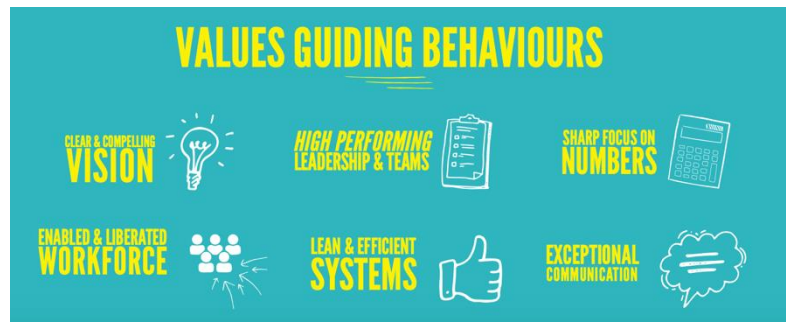 VALUES GUIDING BEHAVIOURS
CLEAR & COMPELLING
VISION
HIGH PERFORMING
LEADERSHIP & TEAMS
SHARP FOCUS ON
NUMBERS
ENABLED & LIBERATED
WORKFORCE
LEAN & EFFICIENT
SYSTEMS
EXCEPTIONAL
COMMUNICATION